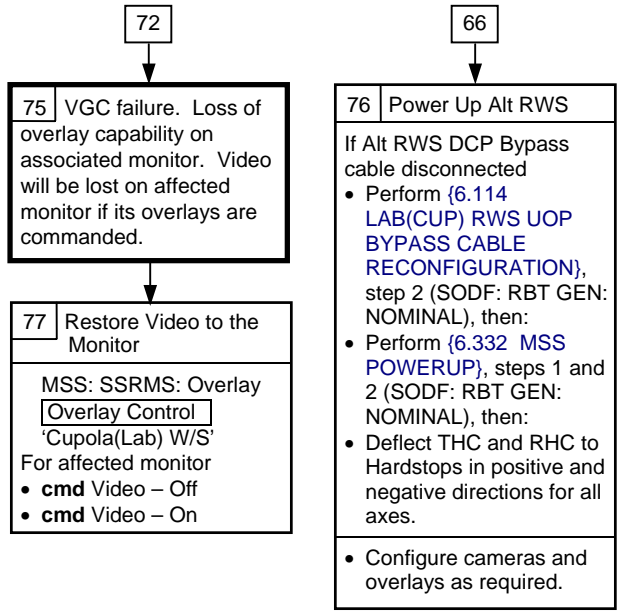 72
75 VGC failure. Loss of
overlay capability on
associated monitor. Video
will be lost on affected
monitor if its overlays are
commanded.
77 Restore Video to the
Monitor
MSS: SSRMS: Overlay
Overlay Control
'Cupola(Lab) W/S'
For affected monitor
• cmd Video – Off
• cmd Video – On
66
76 Power Up Alt RWS
If Alt RWS DCP Bypass
cable disconnected
• Perform {6.114
LAB(CUP) RWS UOP
BYPASS CABLE
RECONFIGURATION},
step 2 (SODF: RBT GEN:
NOMINAL), then:
• Perform {6.332 MSS
POWERUP}, steps 1 and
2 (SODF: RBT GEN:
NOMINAL), then:
• Deflect THC and RHC to
Hardstops in positive and
negative directions for all
axes.
• Configure cameras and
overlays as required.